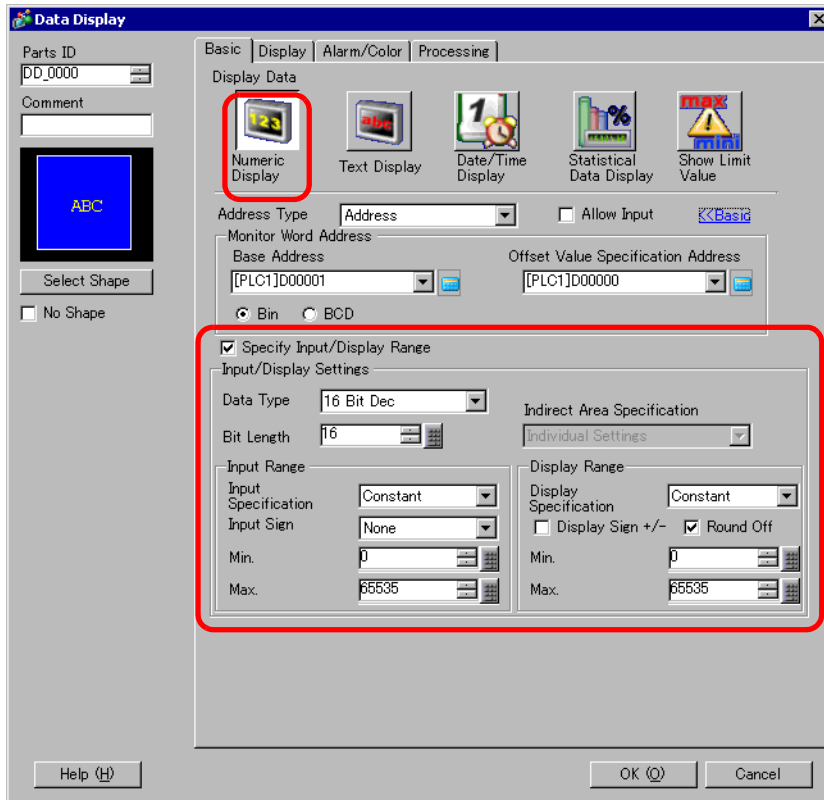 Data Display
Parts ID
DD_0000
Comment
ABC
Select Shape
No Shape
Basic Display Alarm/Color Processing
Display Data
123 abc 1 % max mini
Numeric Display
Text Display
Date/Time Display
Statistical Data Display
Show Limit Value
Address Type Address Allow Input <<Basic
Monitor Word Address
Base Address Offset Value Specification Address
[PLC1]D00001 [PLC1]D00000
Bin BCD
Specify Input/Display Range
Input/Display Settings
Data Type 16 Bit Dec
Indirect Area Specification
Bit Length 16 Individual Settings
Input Range
Input Specification Constant
Input Sign None
Min. 0
Max. 65535
Display Range
Display Specification Constant
Display Sign +/- Round Off
Min. 0
Max. 65535
Help (H) OK (O) Cancel